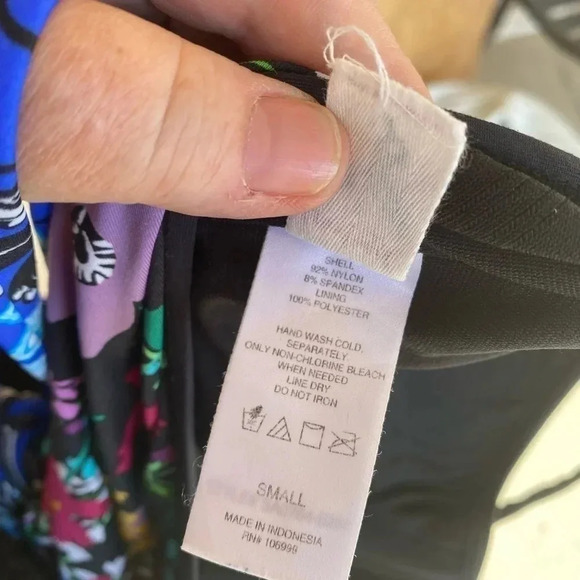 SHELL
92% NYLON
8% SPANDEX
LINING
100% POLYESTER
HAND WASH COLD,
SEPARATELY
ONLY NON-CHLORINE BLEACH
WHEN NEEDED
LINE DRY
DO NOT IRON
SMALL
MADE IN INDONESIA
RN# 106999